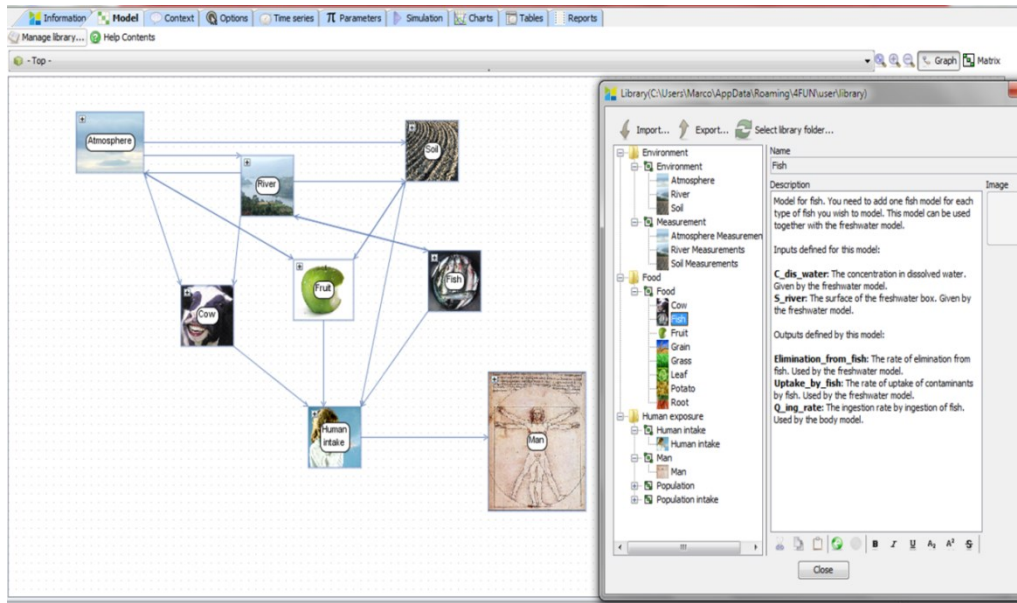 Information Model Context Options Time series Parameters Simulation Charts Tables Reports
Manage library... Help Contents
- Top -
Graph Matrix
Atmosphere
River
Soil
Cow
Fruit
Fish
Human
intake
Man
Library(C:\Users\Marco\AppData\Roaming\4FUN\user\library)
Import... Export... Select library folder...
Environment
Environment
Atmosphere
River
Soil
Measurement
Atmosphere Measuremen
River Measurements
Soil Measurements
Food
Food
Cow
Fish
Fruit
Grain
Grass
Leaf
Potato
Root
Human exposure
Human intake
Human intake
Man
Man
Population
Population intake
Name
Fish
Description
Image
Model for fish. You need to add one fish model for each
type of fish you wish to model. This model can be used
together with the freshwater model.
Inputs defined for this model:
C_dis_water: The concentration in dissolved water.
Given by the freshwater model.
S_river: The surface of the freshwater box. Given by
the freshwater model.
Outputs defined by this model:
Elimination_from_fish: The rate of elimination from
fish. Used by the freshwater model.
Uptake_by_fish: The rate of uptake of contaminants
by fish. Used by the freshwater model.
Q_ing_rate: The ingestion rate by ingestion of fish.
Used by the body model.
B I U A₂ A² S
Close